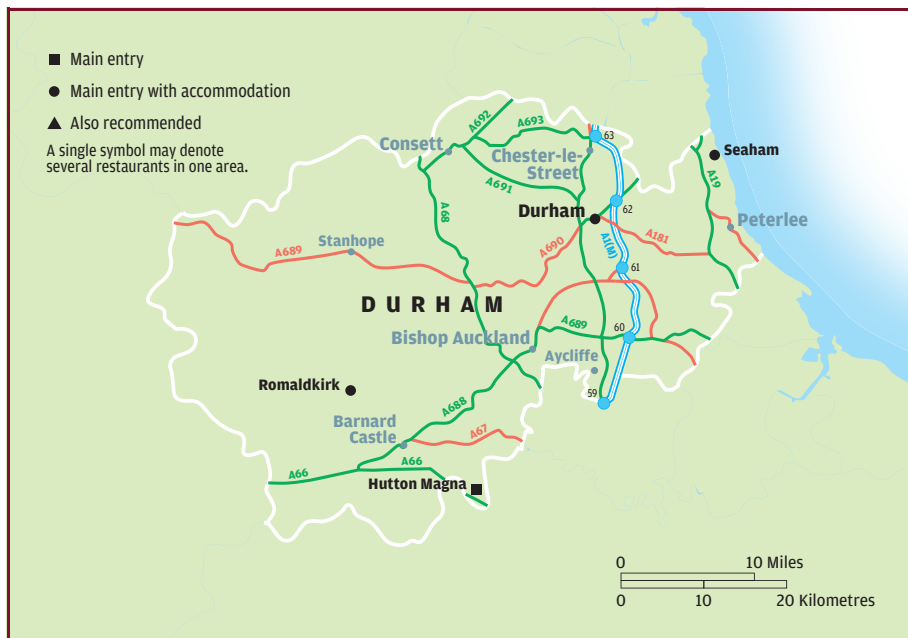 Main entry
Main entry with accommodation
Also recommended
A single symbol may denote
several restaurants in one area.
A692
A693
63
Consett
Chester-le-
Street
Seaham
A691
A19
62
Durham
A68
Peterlee
A690
A1(M)
A181
Stanhope
A689
61
DURHAM
A689
60
Bishop Auckland
Aycliffe
Romaldkirk
59
A688
Barnard
Castle
A67
A66
A66
Hutton Magna
0 10 Miles
0 10 20 Kilometres